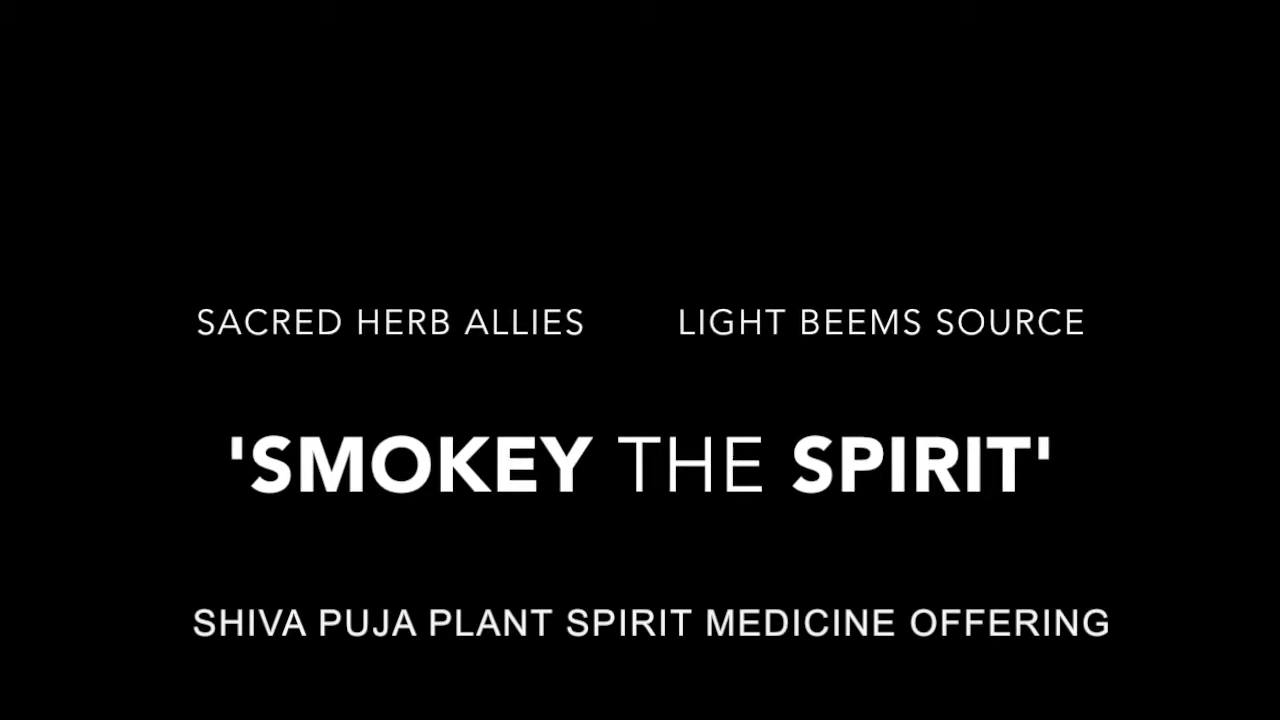 SACRED HERB ALLIES LIGHT BEEMS SOURCE
'SMOKEY THE SPIRIT'
SHIVA PUJA PLANT SPIRIT MEDICINE OFFERING